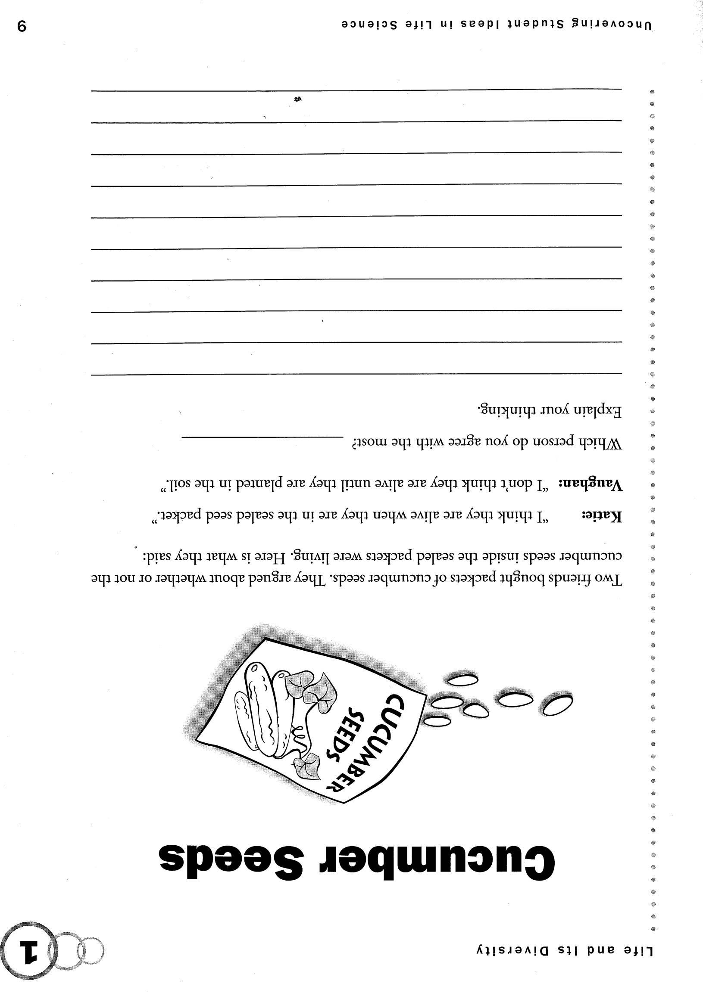 Life and Its Diversity
1
Cucumber Seeds
CUCUMBER
SEEDS
Two friends bought packets of cucumber seeds. They argued about whether or not the
cucumber seeds inside the sealed packets were living. Here is what they said:
Katie: “I think they are alive when they are in the sealed seed packet.”
Vaughan: “I don’t think they are alive until they are planted in the soil.”
Which person do you agree with the most?
Explain your thinking.
Uncovering Student Ideas in Life Science
9